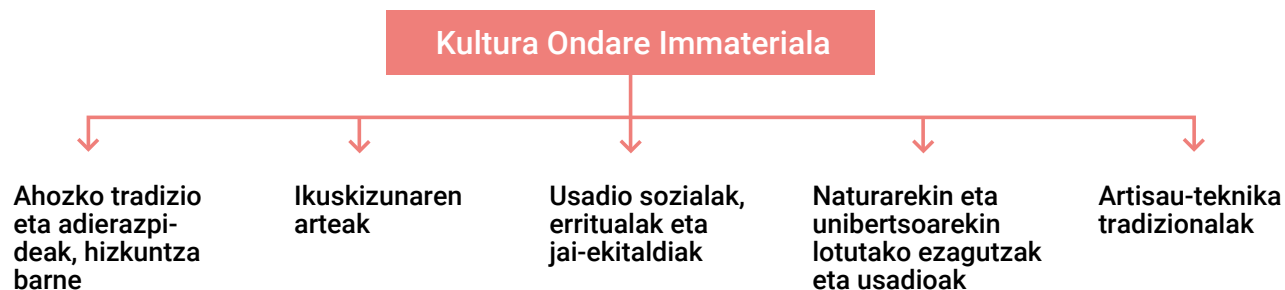 Kultura Ondare Immateriala
Ahozko tradizio
eta adierazpi-
deak, hizkuntza
barne
Ikuskizunaren
arteak
Usadio sozialak,
erritualak eta
jai-ekitaldiak
Naturarekin eta
unibertsoarekin
lotutako ezagutzak
eta usadioak
Artisau-teknika
tradizionalak